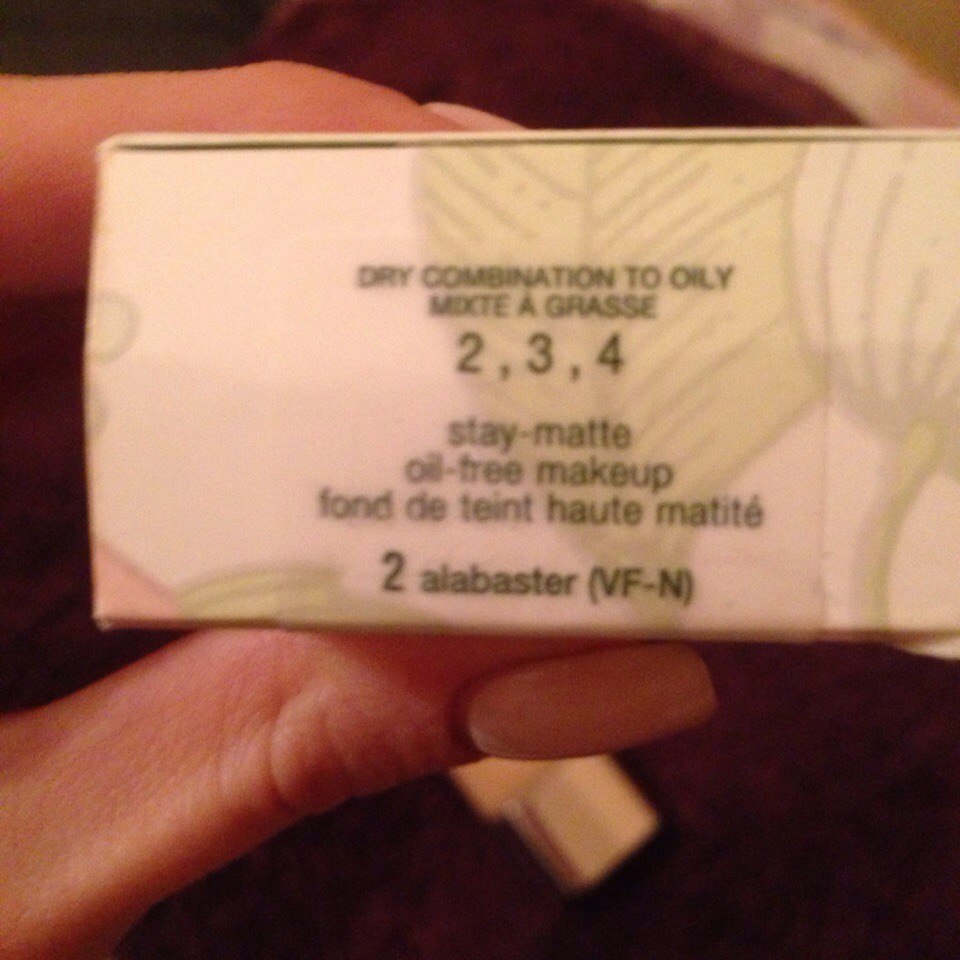 DRY COMBINATION TO OILY
MIXTE À GRASSE
2 , 3 , 4
stay-matte
oil-free makeup
fond de teint haute matité
2 alabaster (VF-N)